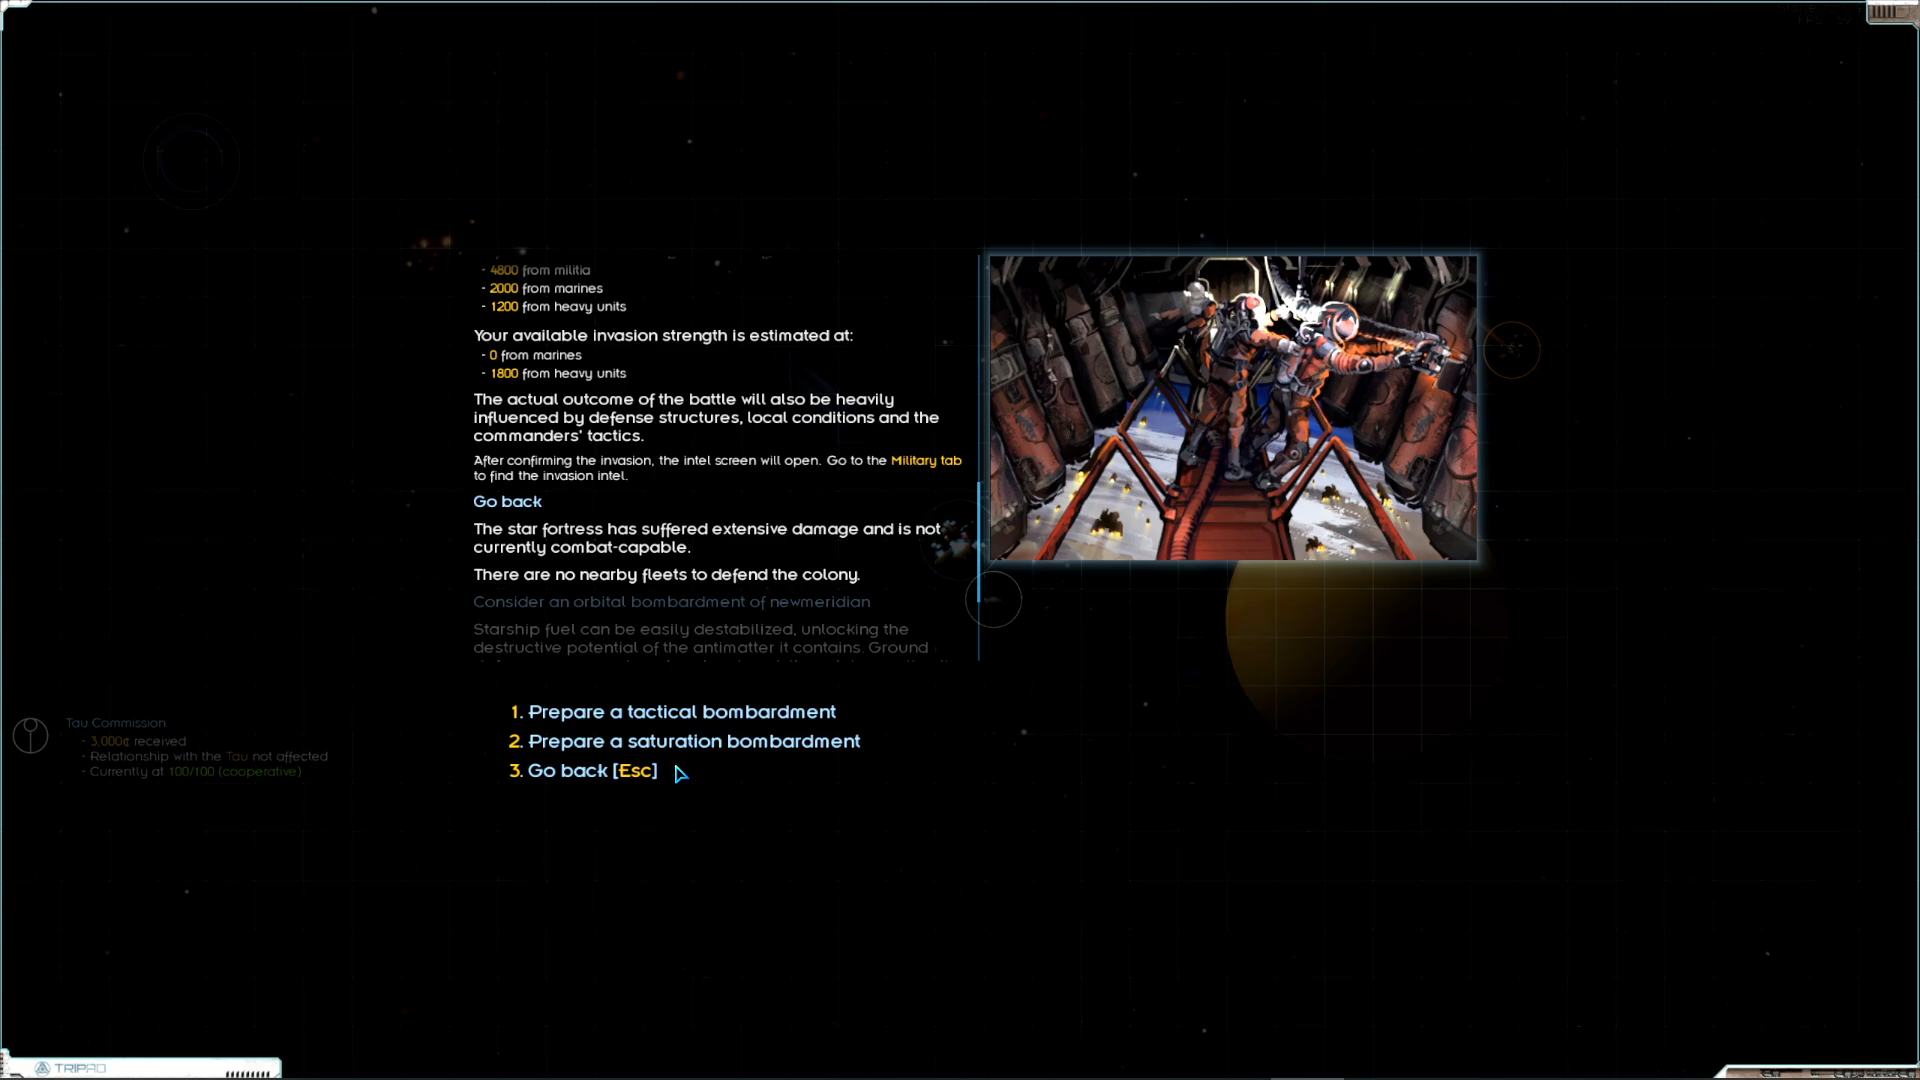 - 4800 from militia
- 2000 from marines
- 1200 from heavy units
Your available invasion strength is estimated at:
- 0 from marines
- 1800 from heavy units
The actual outcome of the battle will also be heavily
influenced by defense structures, local conditions and the
commanders' tactics.
After confirming the invasion, the intel screen will open. Go to the Military tab
to find the invasion intel.
Go back
The star fortress has suffered extensive damage and is not
currently combat-capable.
There are no nearby fleets to defend the colony.
Consider an orbital bombardment of newmeridian
Starship fuel can be easily destabilized, unlocking the
destructive potential of the antimatter it contains. Ground
1. Prepare a tactical bombardment
2. Prepare a saturation bombardment
3. Go back [Esc]
Tau Commission
- 3,000¢ received
- Relationship with the Tau not affected
- Currently at 100/100 (cooperative)
TRIPAD